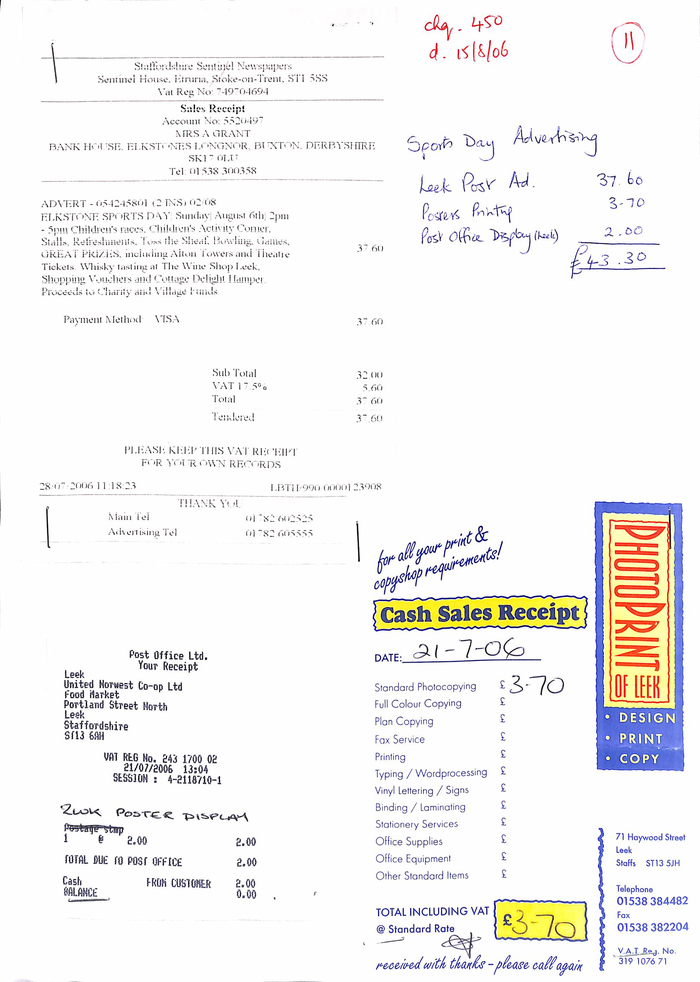 chq. 450
d. 15/8/06
11
Staffordshire Sentinel Newspapers
Sentinel House, Etruria, Stoke-on-Trent, ST1 5SS
Vat Reg No: 749704694
Sales Receipt
Account No: 5520497
MRS A GRANT
BANK HOUSE, ELKSTONES LONGNOR, BUXTON, DERBYSHIRE
SK17 0LU
Tel: 01538 300358
ADVERT - 054245801 (2 INS) 02/08
ELKSTONE SPORTS DAY, Sunday August 6th, 2pm
- 5pm Children's races, Children's Activity Corner,
Stalls, Refreshments, Toss the Sheaf, Bowling, Games,
GREAT PRIZES, including Alton Towers and Theatre 37.60
Tickets. Whisky tasting at The Wine Shop Leek,
Shopping Vouchers and Cottage Delight Hamper.
Proceeds to Charity and Village Funds.
Payment Method: VISA 37.60
Sub Total 32.00
VAT 17.5% 5.60
Total 37.60
Tendered 37.60
PLEASE KEEP THIS VAT RECEIPT
FOR YOUR OWN RECORDS
28/07/2006 11:18:23 LBTH/990 0000123908
THANK YOU
Main Tel 01782 602525
Advertising Tel 01782 605555
Sports Day Advertising
Leek Post Ad. 37.60
Posters Printing 3-70
Post Office Display (Leek) 2.00
£43.30
Post Office Ltd.
Your Receipt
Leek
United Norwest Co-op Ltd
Food Market
Portland Street North
Leek
Staffordshire
ST13 6AH
VAT REG No. 243 1700 02
21/07/2006 13:04
SESSION : 4-2118710-1
2WK POSTER DISPLAY
Postage stmp
1 @ 2.00 2.00
TOTAL DUE TO POST OFFICE 2.00
Cash FROM CUSTOMER 2.00
BALANCE 0.00
for all your print &
copyshop requirements!
Cash Sales Receipt
DATE: 21-7-06
Standard Photocopying £ 3-70
Full Colour Copying £
Plan Copying £
Fax Service £
Printing £
Typing / Wordprocessing £
Vinyl Lettering / Signs £
Binding / Laminating £
Stationery Services £
Office Supplies £
Office Equipment £
Other Standard Items £
TOTAL INCLUDING VAT £3-70
@ Standard Rate
received with thanks - please call again
PHOTOPRINT
OF LEEK
• DESIGN
• PRINT
• COPY
71 Haywood Street
Leek
Staffs ST13 5JH
Telephone
01538 384482
Fax
01538 382204
V.A.T Reg. No.
319 1076 71